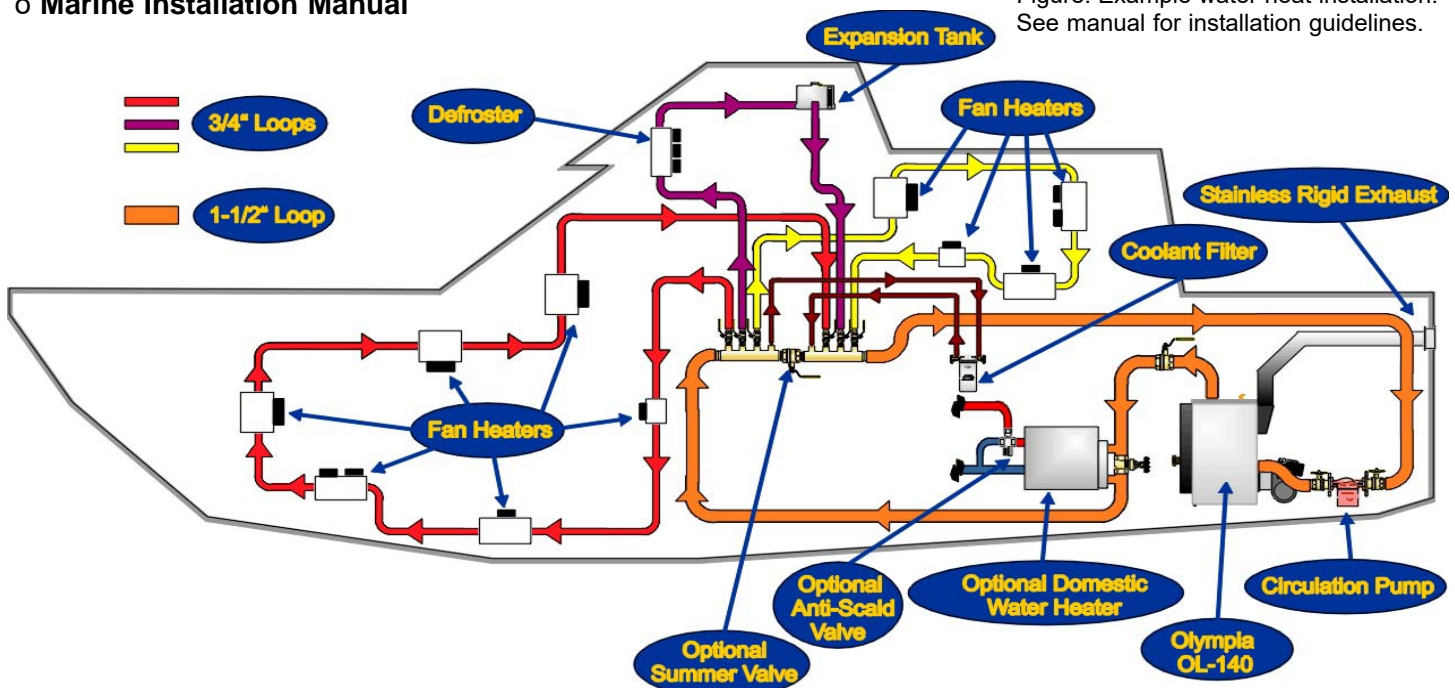 o Marine Installation Manual
Figure: Example water heat installation.
See manual for installation guidelines.
Expansion Tank
Defroster
Fan Heaters
3/4" Loops
Stainless Rigid Exhaust
1-1/2" Loop
Coolant Filter
Fan Heaters
Optional
Anti-Scald
Valve
Optional Domestic
Water Heater
Circulation Pump
Optional
Summer Valve
Olympia
OL-140